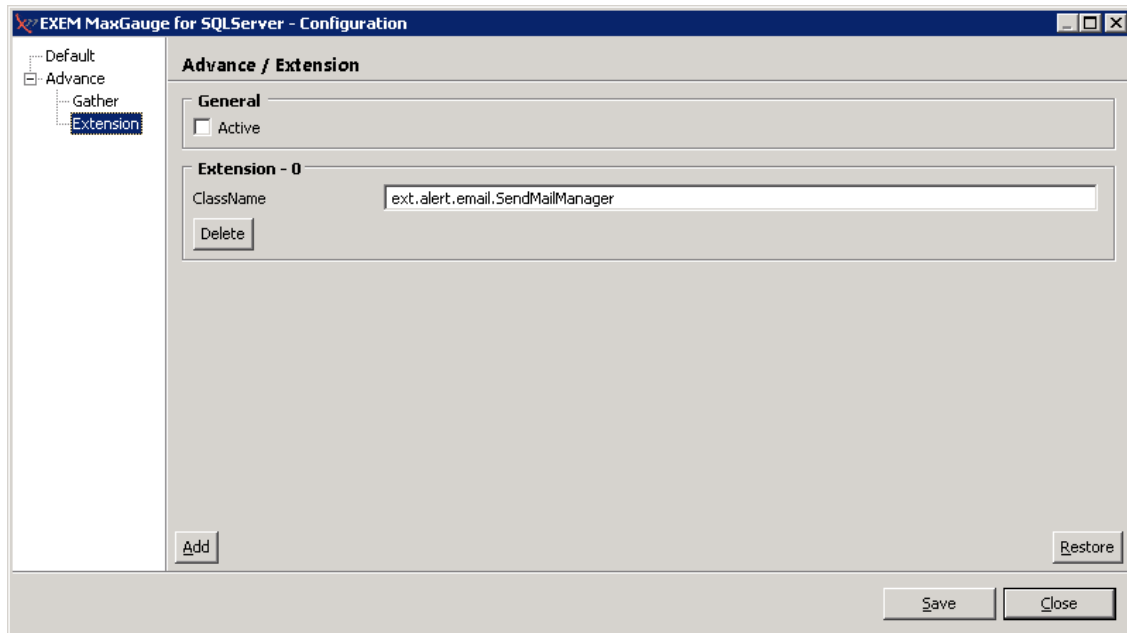 EXEM MaxGauge for SQLServer - Configuration
Default
Advance
Gather
Extension
Advance / Extension
General
Active
Extension - 0
ClassName ext.alert.email.SendMailManager
Delete
Add Restore
Save Close